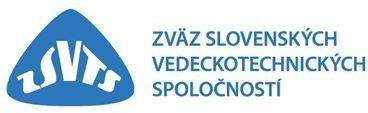 ZSVTS
ZVÄZ SLOVENSKÝCH
VEDECKOTECHNICKÝCH
SPOLOČNOSTÍ